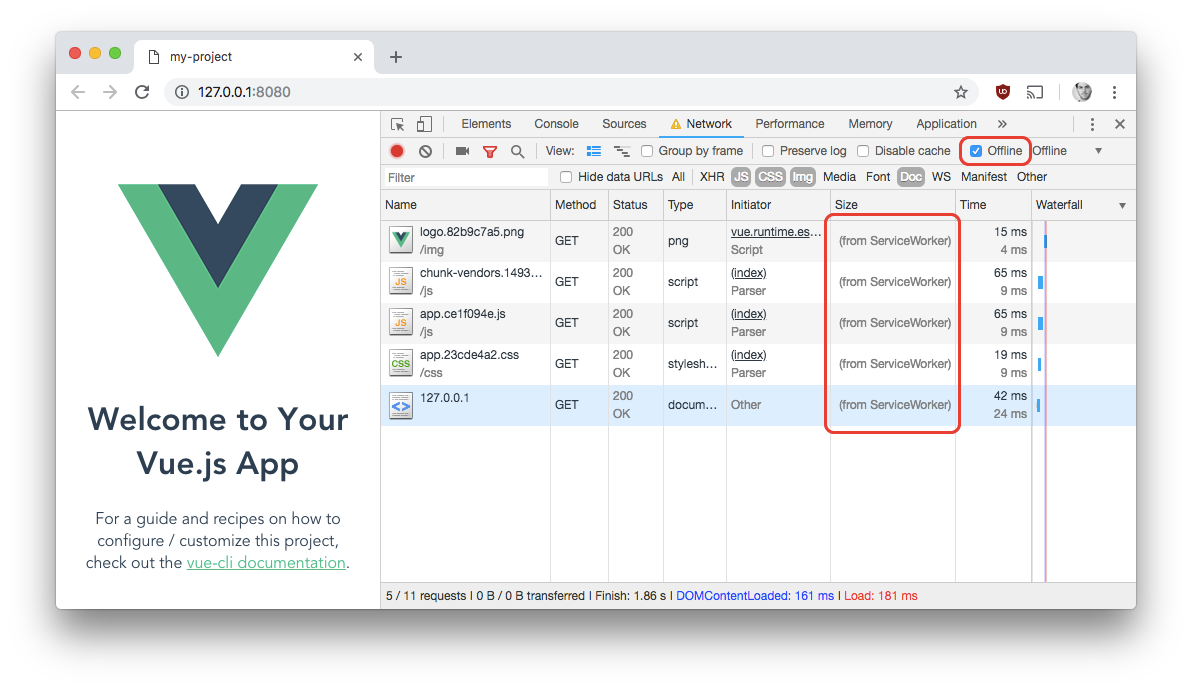 my-project
127.0.0.1:8080
Welcome to Your
Vue.js App
For a guide and recipes on how to
configure / customize this project,
check out the vue-cli documentation.
Elements Console Sources Network Performance Memory Application »
View: Group by frame Preserve log Disable cache Offline Offline
Filter Hide data URLs All XHR JS CSS Img Media Font Doc WS Manifest Other
Name Method Status Type Initiator Size Time Waterfall
logo.82b9c7a5.png
/img
GET
200
OK
png
vue.runtime.es...
Script
(from ServiceWorker)
15 ms
4 ms
JS
chunk-vendors.1493...
/js
GET
200
OK
script
(index)
Parser
(from ServiceWorker)
65 ms
9 ms
JS
app.ce1f094e.js
/js
GET
200
OK
script
(index)
Parser
(from ServiceWorker)
65 ms
9 ms
CSS
app.23cde4a2.css
/css
GET
200
OK
stylesh...
(index)
Parser
(from ServiceWorker)
19 ms
9 ms
<>
127.0.0.1
GET
200
OK
docum...
Other
(from ServiceWorker)
42 ms
24 ms
5 / 11 requests | 0 B / 0 B transferred | Finish: 1.86 s | DOMContentLoaded: 161 ms | Load: 181 ms